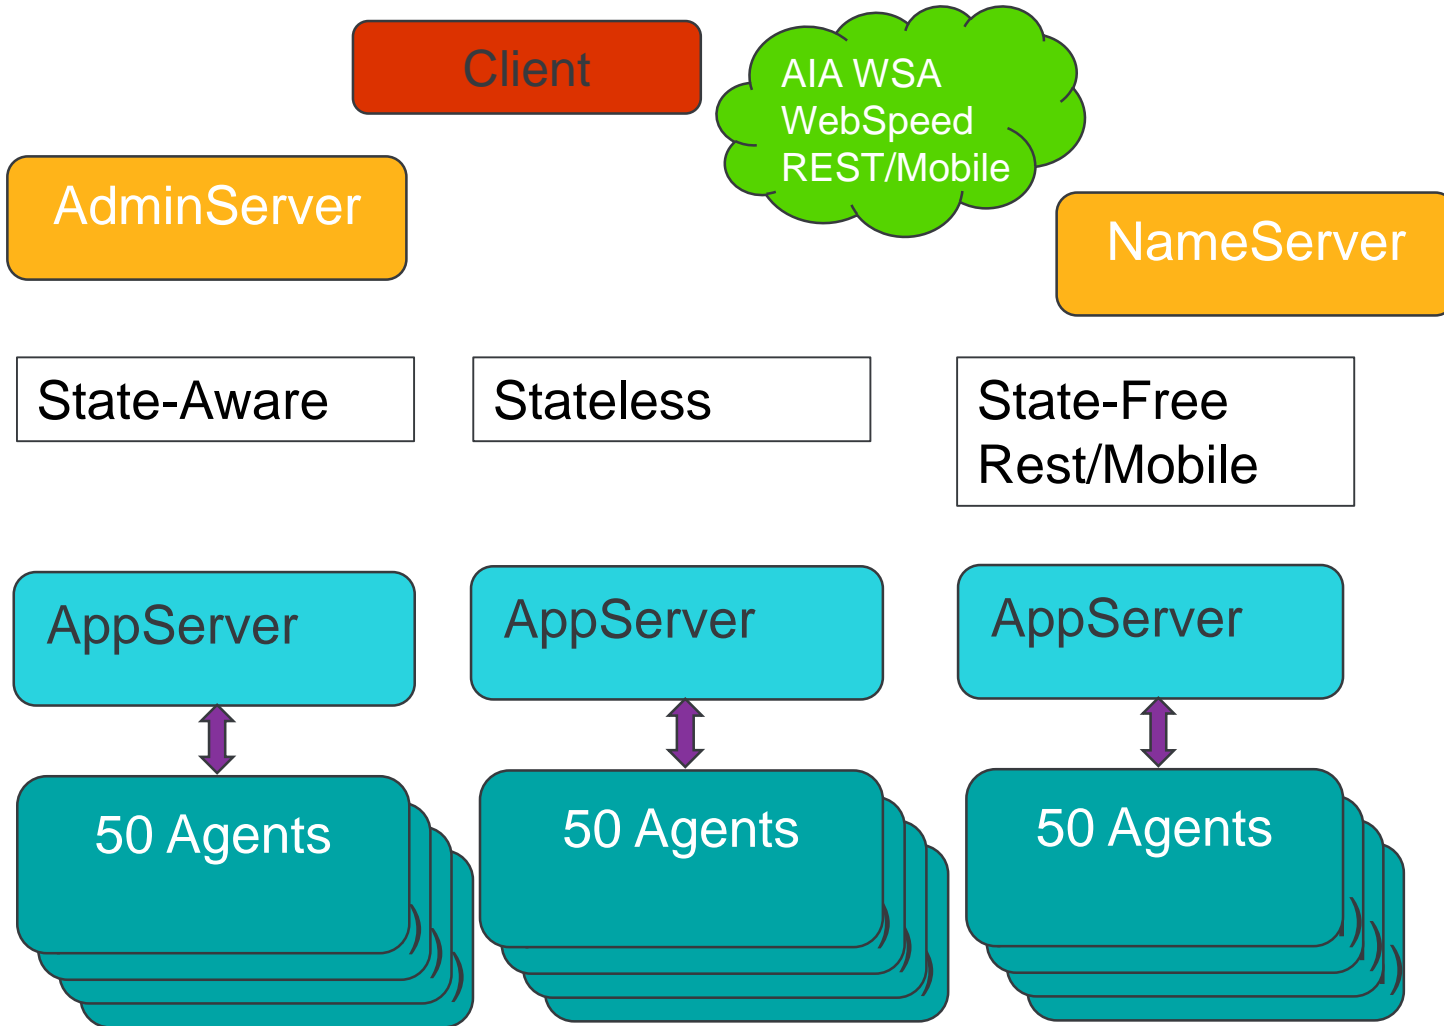 Client
AIA WSA
WebSpeed
REST/Mobile
AdminServer
NameServer
State-Aware
Stateless
State-Free
Rest/Mobile
AppServer
AppServer
AppServer
50 Agents
50 Agents
50 Agents
)
)
)
)
)
)
)
)
)